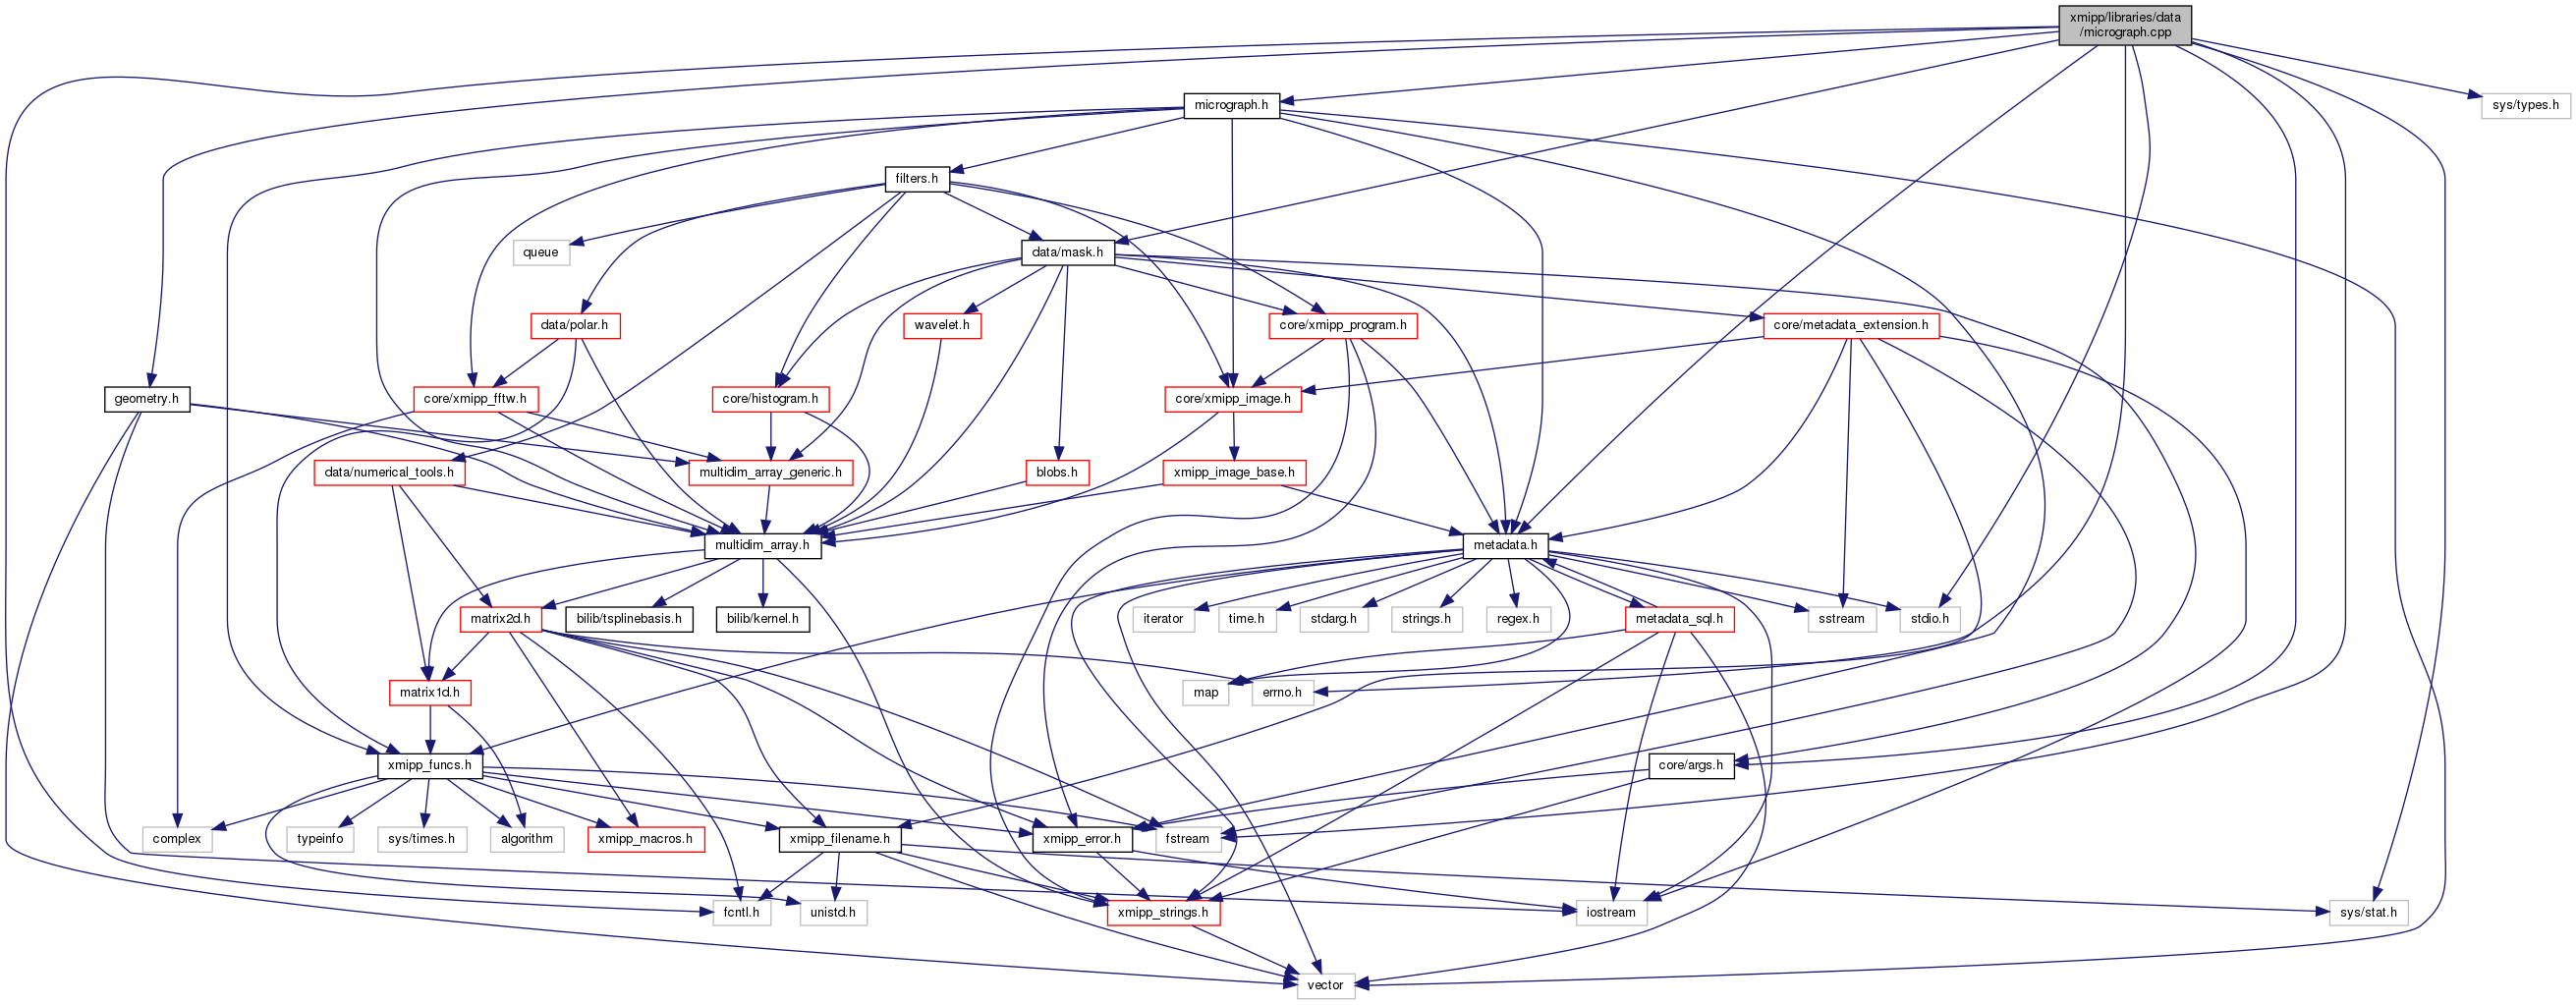 xmipp/libraries/data
/micrograph.cpp
micrograph.h
sys/types.h
filters.h
queue
data/mask.h
data/polar.h
wavelet.h
core/xmipp_program.h
core/metadata_extension.h
geometry.h
core/xmipp_fftw.h
core/histogram.h
core/xmipp_image.h
data/numerical_tools.h
multidim_array_generic.h
blobs.h
xmipp_image_base.h
multidim_array.h
metadata.h
matrix2d.h
bilib/tsplinebasis.h
bilib/kernel.h
iterator
time.h
stdarg.h
strings.h
regex.h
metadata_sql.h
sstream
stdio.h
matrix1d.h
map
errno.h
xmipp_funcs.h
core/args.h
complex
typeinfo
sys/times.h
algorithm
xmipp_macros.h
xmipp_filename.h
xmipp_error.h
fstream
fcntl.h
unistd.h
xmipp_strings.h
iostream
sys/stat.h
vector